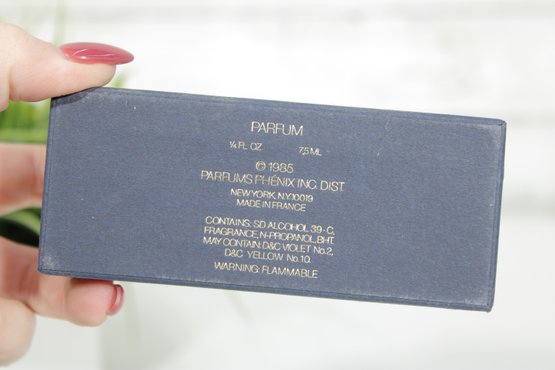 PARFUM
¼ FL. OZ. 7,5 ML
© 1985
PARFUMS PHÉNIX INC. DIST.
NEW YORK, N.Y. 10019
MADE IN FRANCE
CONTAINS: SD ALCOHOL 39-C,
FRAGRANCE, N-PROPANOL, BHT.
MAY CONTAIN: D&C VIOLET No. 2,
D&C YELLOW No. 10.
WARNING: FLAMMABLE